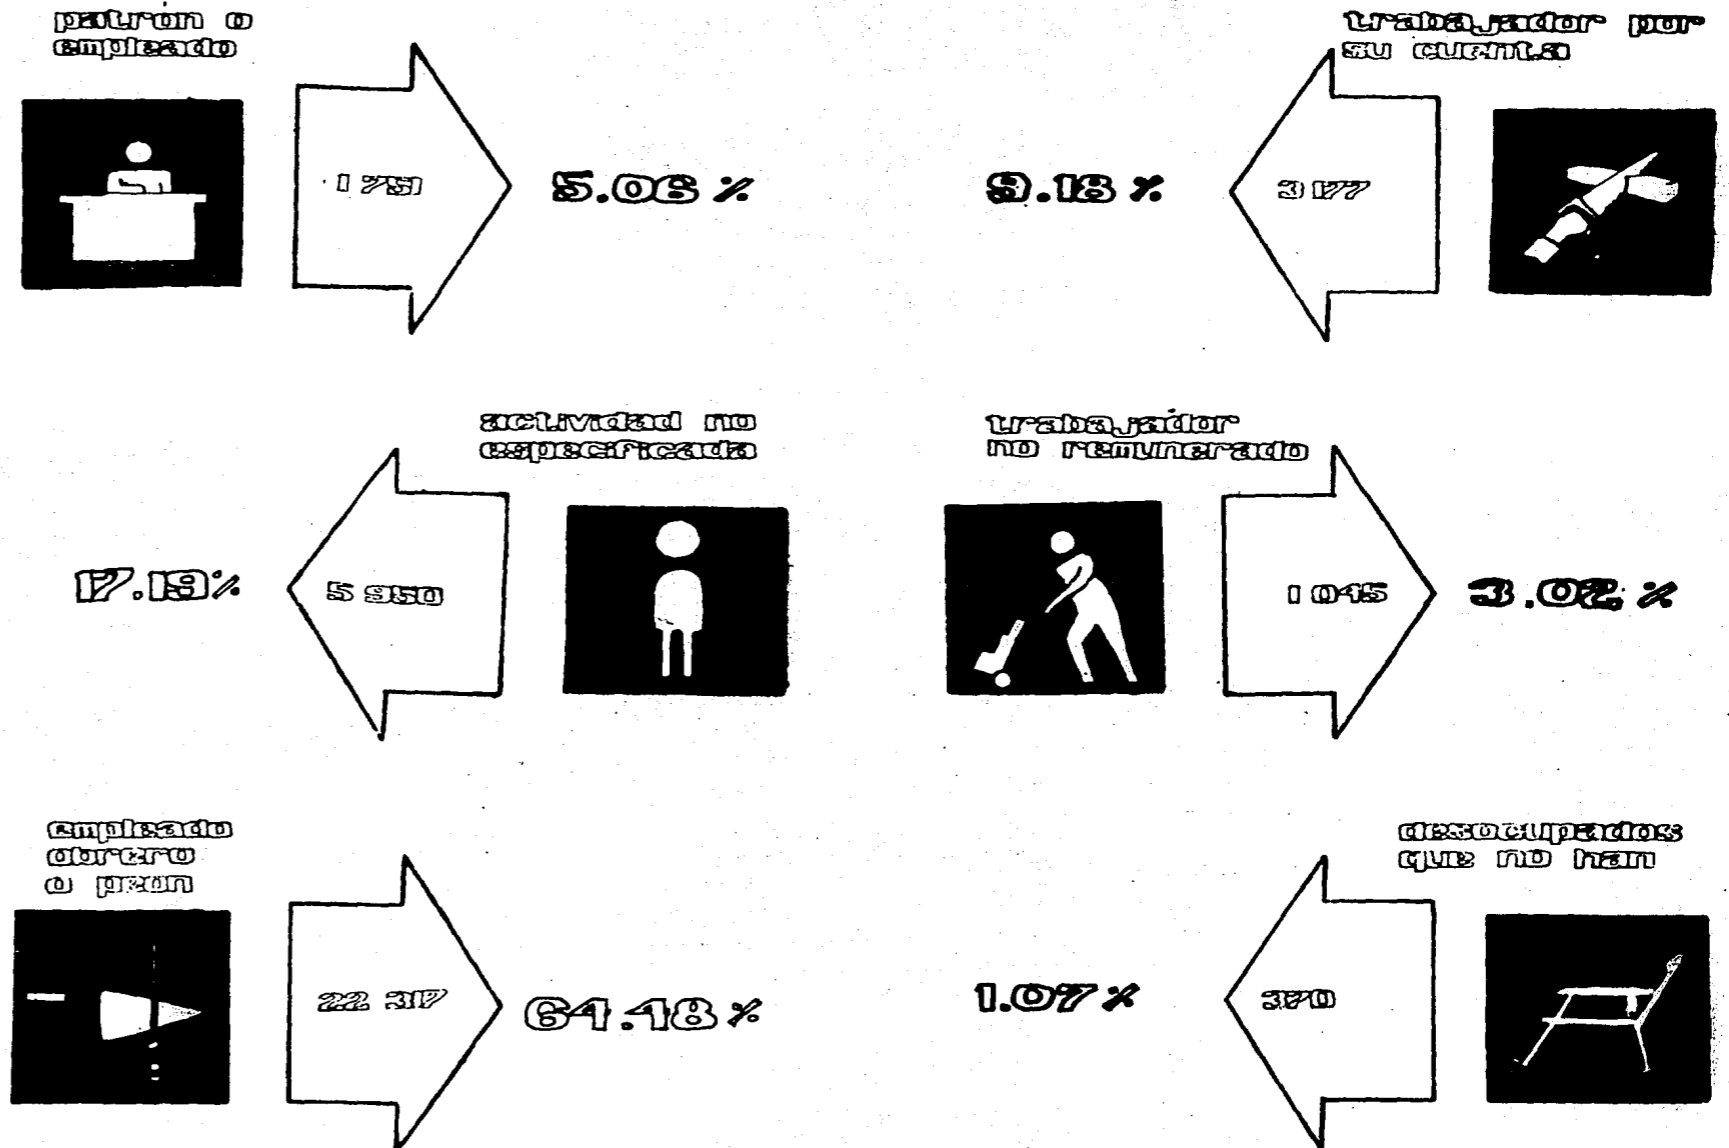 patrón o
empleado
1 751
5.06 %
trabajador por
su cuenta
3 177
9.18 %
actividad no
especificada
5 950
17.19%
trabajador
no remunerado
1 045
3.02 %
empleado
obrero
o peon
22 317
64.48 %
desocupados
que no han
370
1.07 %